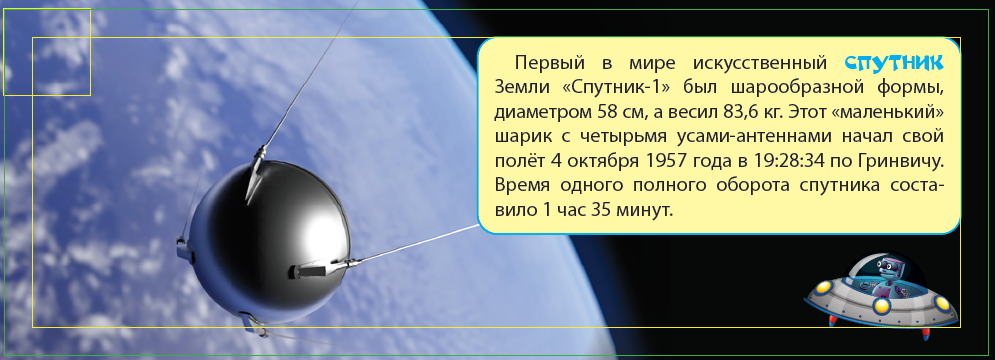 Первый в мире искусственный СПУТНИК
Земли «Спутник-1» был шарообразной формы,
диаметром 58 см, а весил 83,6 кг. Этот «маленький»
шарик с четырьмя усами-антеннами начал свой
полёт 4 октября 1957 года в 19:28:34 по Гринвичу.
Время одного полного оборота спутника соста-
вило 1 час 35 минут.